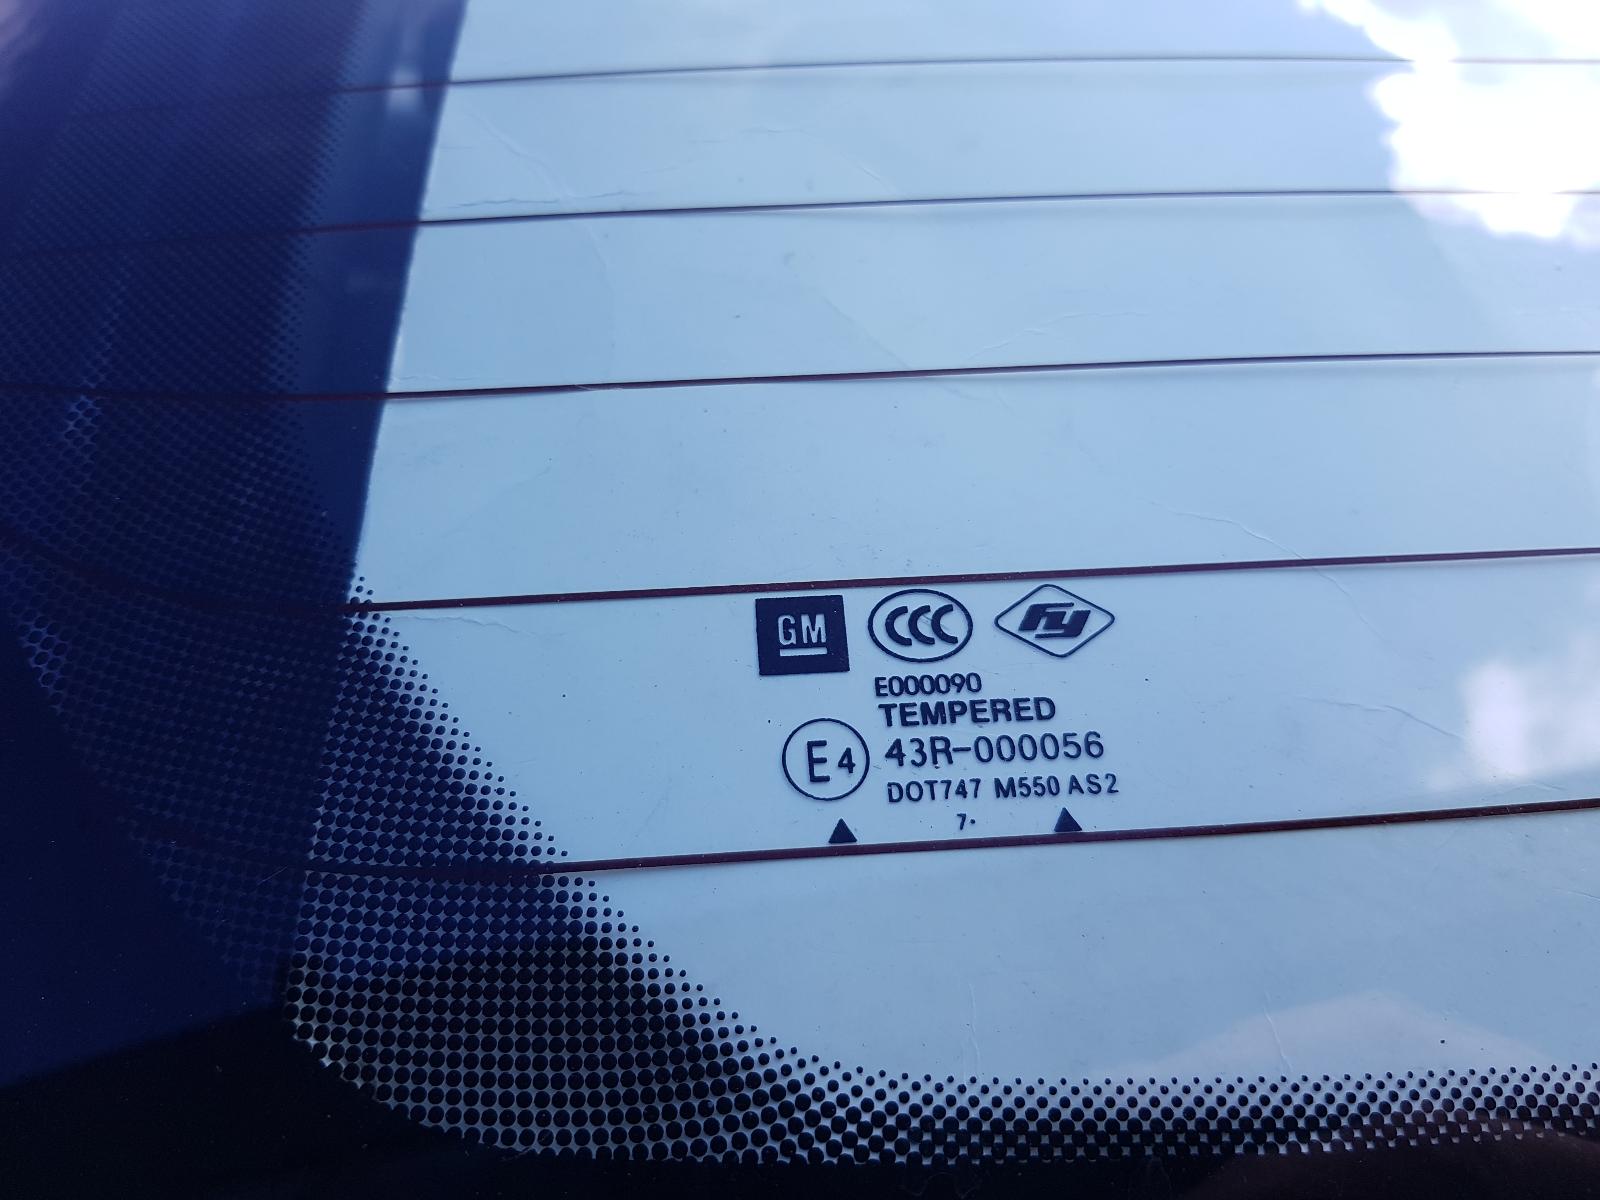 GM CCC fy
E000090
TEMPERED
E4 43R-000056
DOT747 M550 AS2
7.